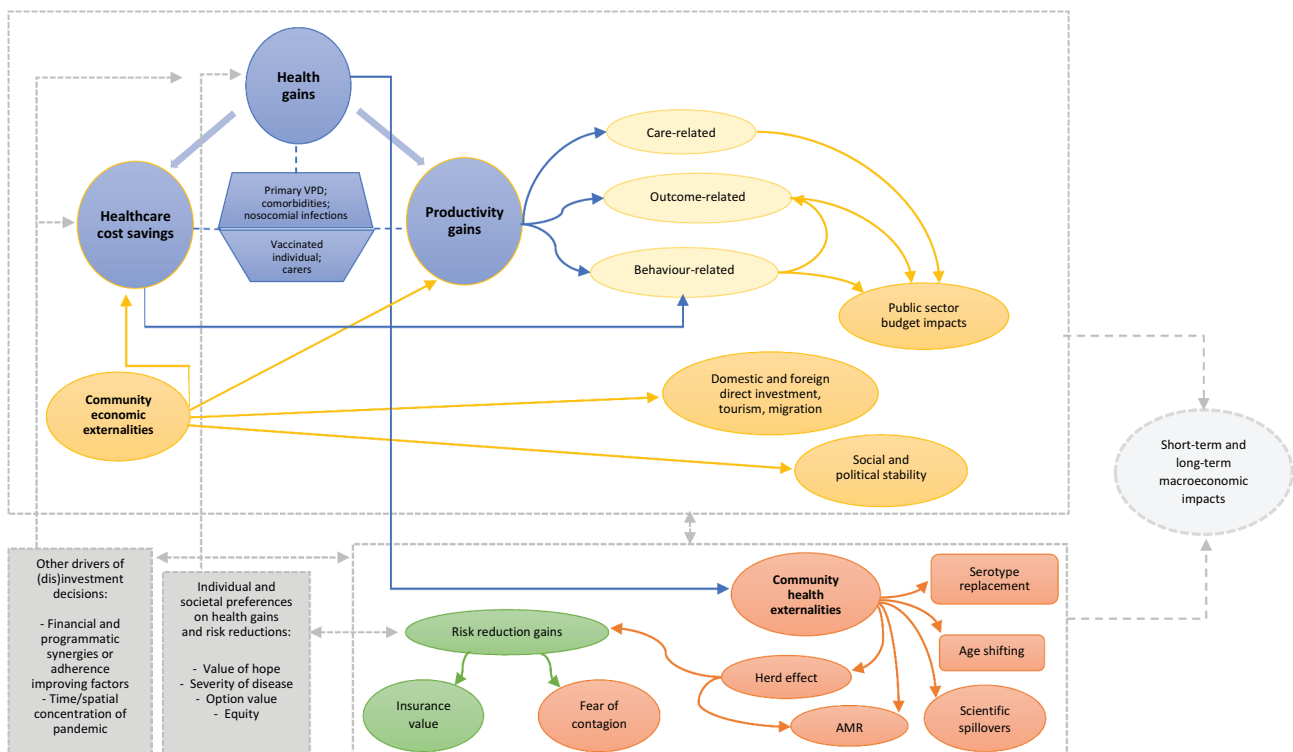 Health
gains
Care-related
Primary VPD;
comorbidities;
nosocomial infections
Healthcare
cost savings
Productivity
gains
Outcome-related
Vaccinated
individual;
carers
Behaviour-related
Public sector
budget impacts
Community
economic
externalities
Domestic and foreign
direct investment,
tourism, migration
Social and
political stability
Short-term and
long-term
macroeconomic
impacts
Other drivers of
(dis)investment
decisions:
- Financial and
programmatic
synergies or
adherence
improving factors
- Time/spatial
concentration of
pandemic
Individual and
societal preferences
on health gains
and risk reductions:
- Value of hope
- Severity of disease
- Option value
- Equity
Community
health
externalities
Serotype
replacement
Risk reduction gains
Age shifting
Herd effect
Insurance
value
Fear of
contagion
AMR
Scientific
spillovers